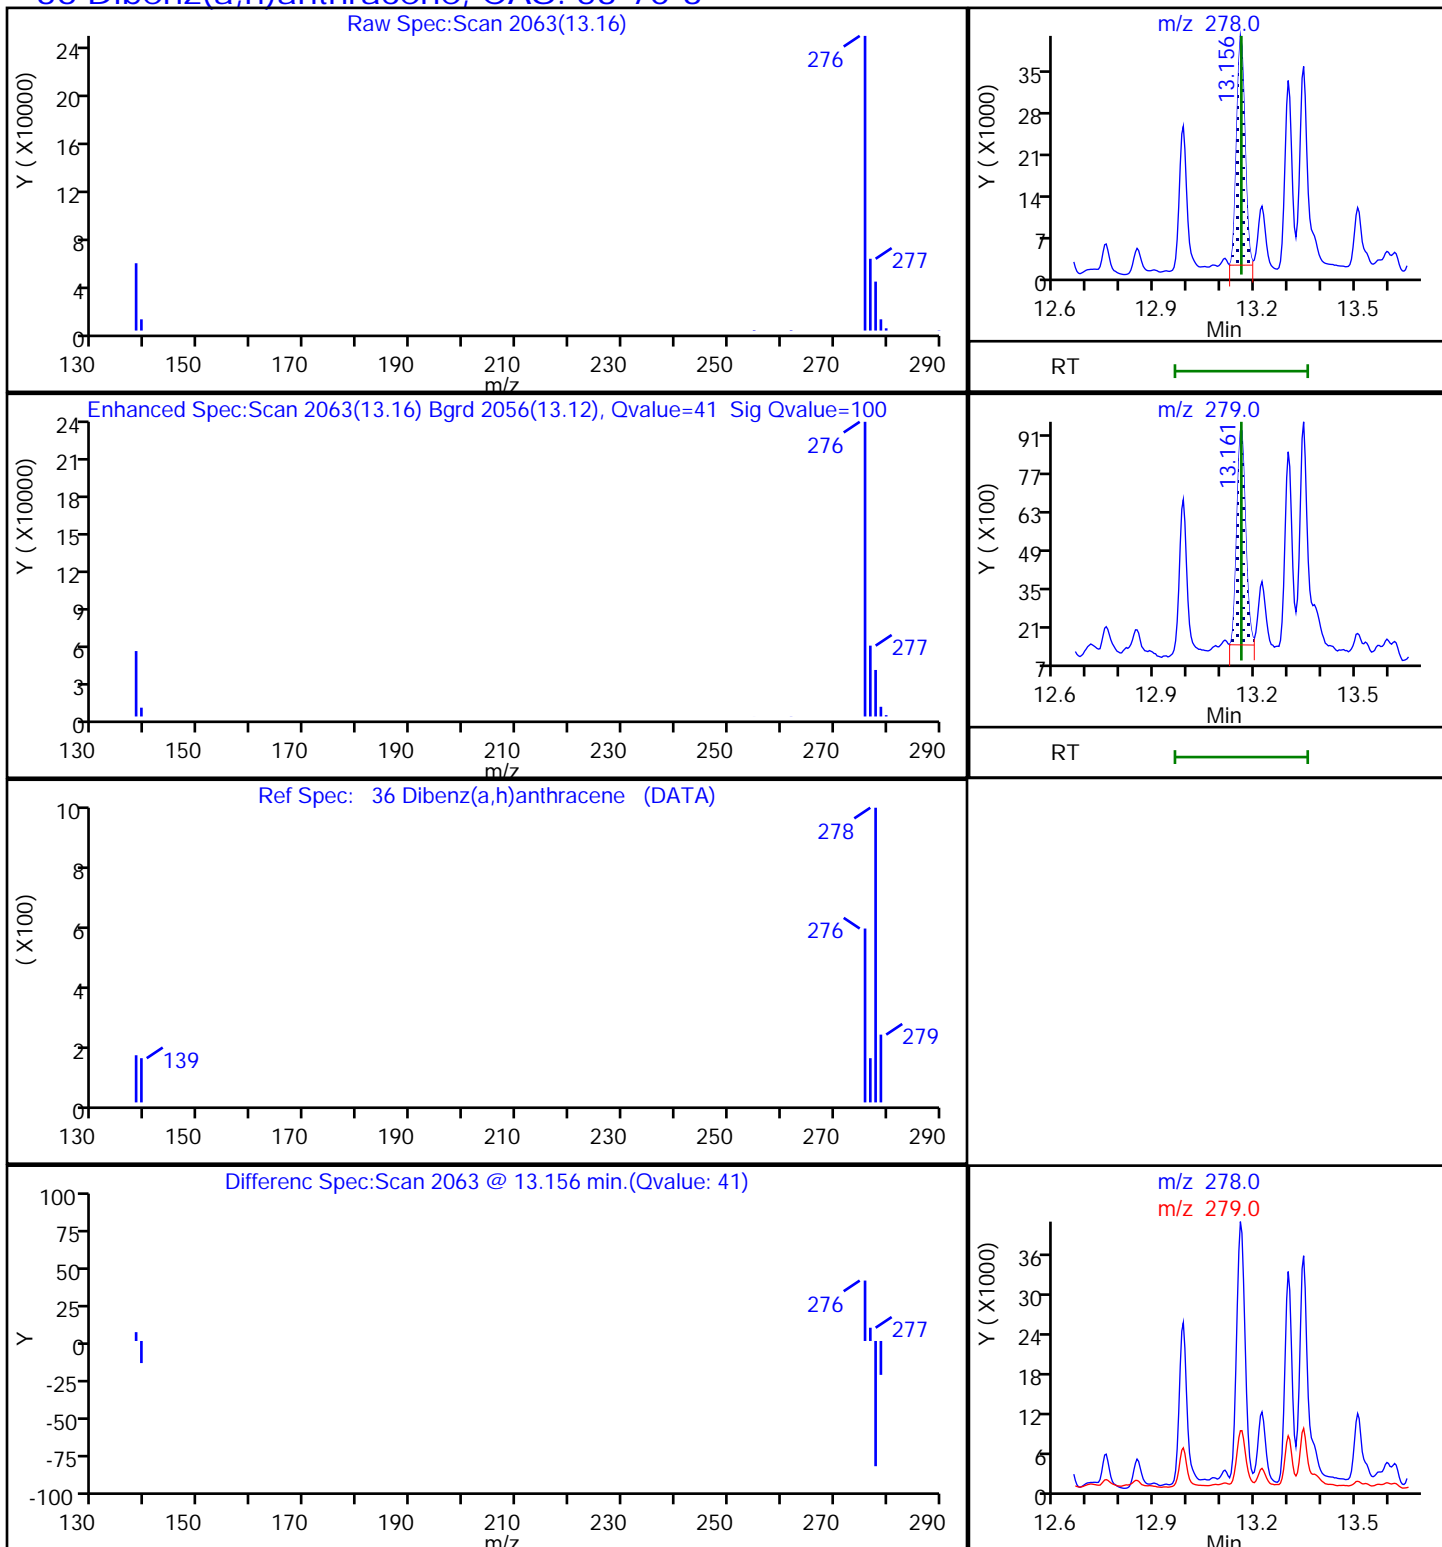 Dibenz(a,h)anthracene, CAS:
Raw Spec:Scan 2063(13.16)
Y ( X10000)
24
20
16
12
8
4
0
276
277
130 150 170 190 210 230 250 270 290
m/z
m/z 278.0
Y ( X1000)
35
28
21
14
7
0
13.156
12.6 12.9 13.2 13.5
Min
RT
Enhanced Spec:Scan 2063(13.16) Bgrd 2056(13.12), Qvalue=41 Sig Qvalue=100
Y ( X10000)
24
21
18
15
12
9
6
3
0
276
277
130 150 170 190 210 230 250 270 290
m/z
m/z 279.0
Y ( X100)
91
77
63
49
35
21
7
13.161
12.6 12.9 13.2 13.5
Min
RT
Ref Spec: 36 Dibenz(a,h)anthracene (DATA)
( X100)
10
8
6
4
2
0
278
276
279
139
130 150 170 190 210 230 250 270 290
Differenc Spec:Scan 2063 @ 13.156 min.(Qvalue: 41)
Y
100
75
50
25
0
-25
-50
-75
-100
276
277
130 150 170 190 210 230 250 270 290
m/z
m/z 278.0
m/z 279.0
Y ( X1000)
36
30
24
18
12
6
0
12.6 12.9 13.2 13.5
Min